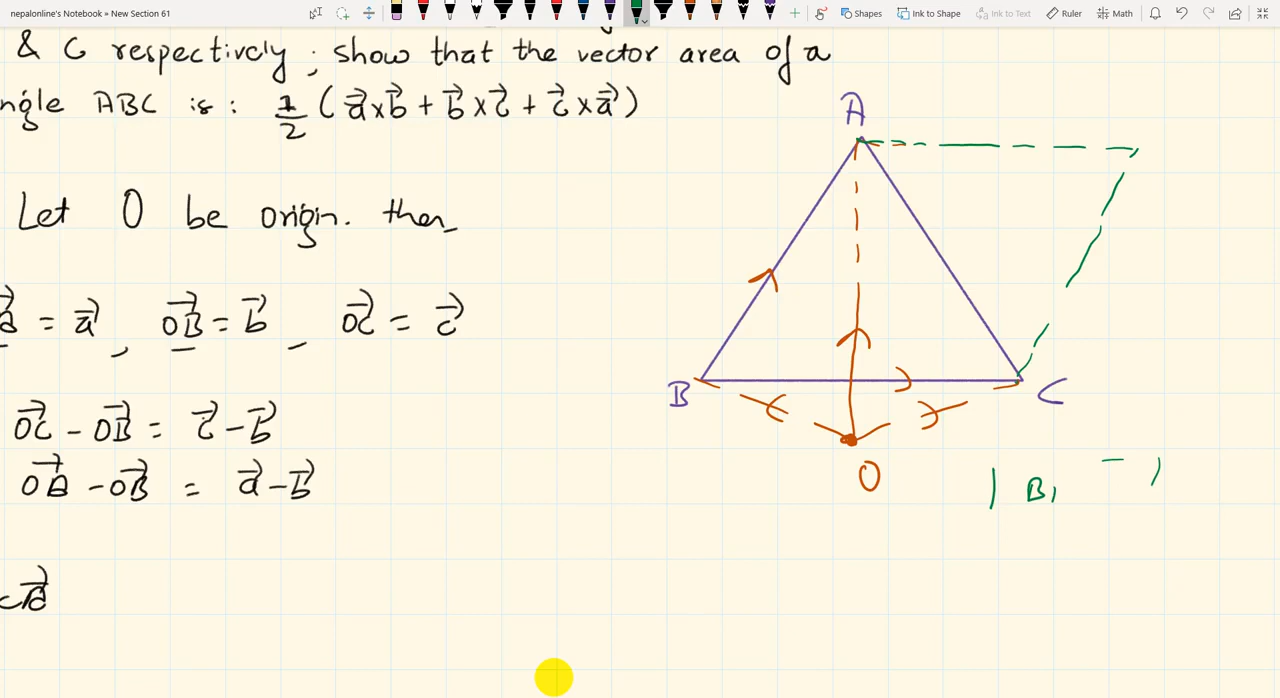 nepalonline's Notebook » New Section 61
Shapes Ink to Shape Ink to Text Ruler Math
& C respectively ; show that the vector area of a
ngle ABC is : 1/2 (a⃗ x b⃗ + b⃗ x c⃗ + c⃗ x a⃗)
Let O be origin. then
= a⃗ , OB⃗ = b⃗ , OC⃗ = c⃗
OC⃗ - OB⃗ = c⃗ - b⃗
OA⃗ - OB⃗ = a⃗ - b⃗
A
B
C
O
| B